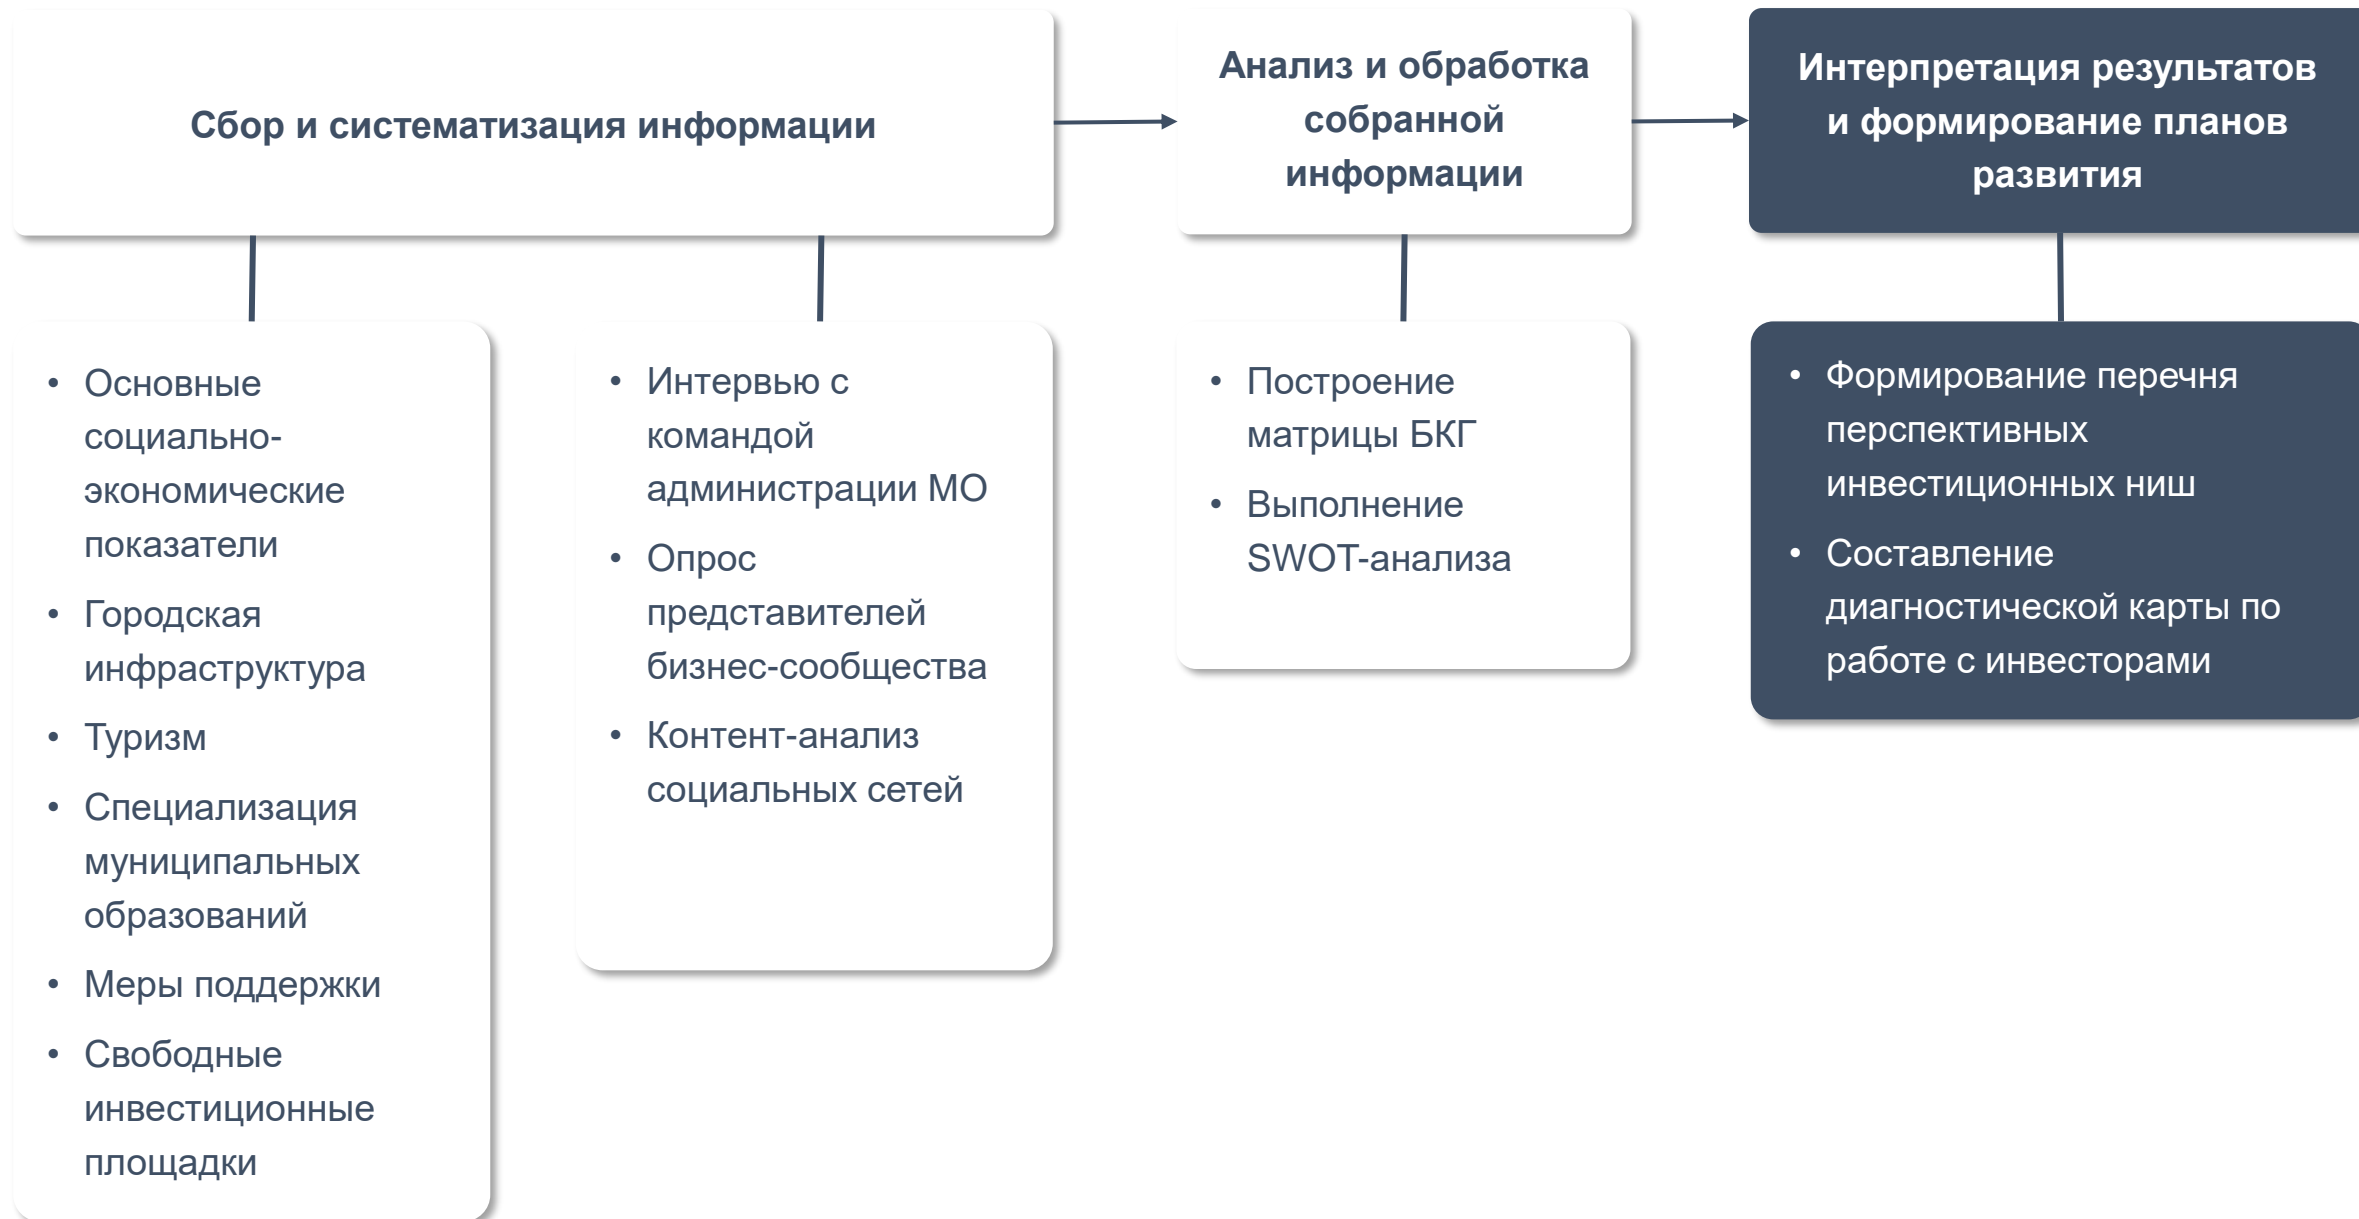 Сбор и систематизация информации
Анализ и обработка
собранной
информации
Интерпретация результатов
и формирование планов
развития
• Основные
социально-
экономические
показатели
• Городская
инфраструктура
• Туризм
• Специализация
муниципальных
образований
• Меры поддержки
• Свободные
инвестиционные
площадки
• Интервью с
командой
администрации МО
• Опрос
представителей
бизнес-сообщества
• Контент-анализ
социальных сетей
• Построение
матрицы БКГ
• Выполнение
SWOT-анализа
• Формирование перечня
перспективных
инвестиционных ниш
• Составление
диагностической карты по
работе с инвесторами